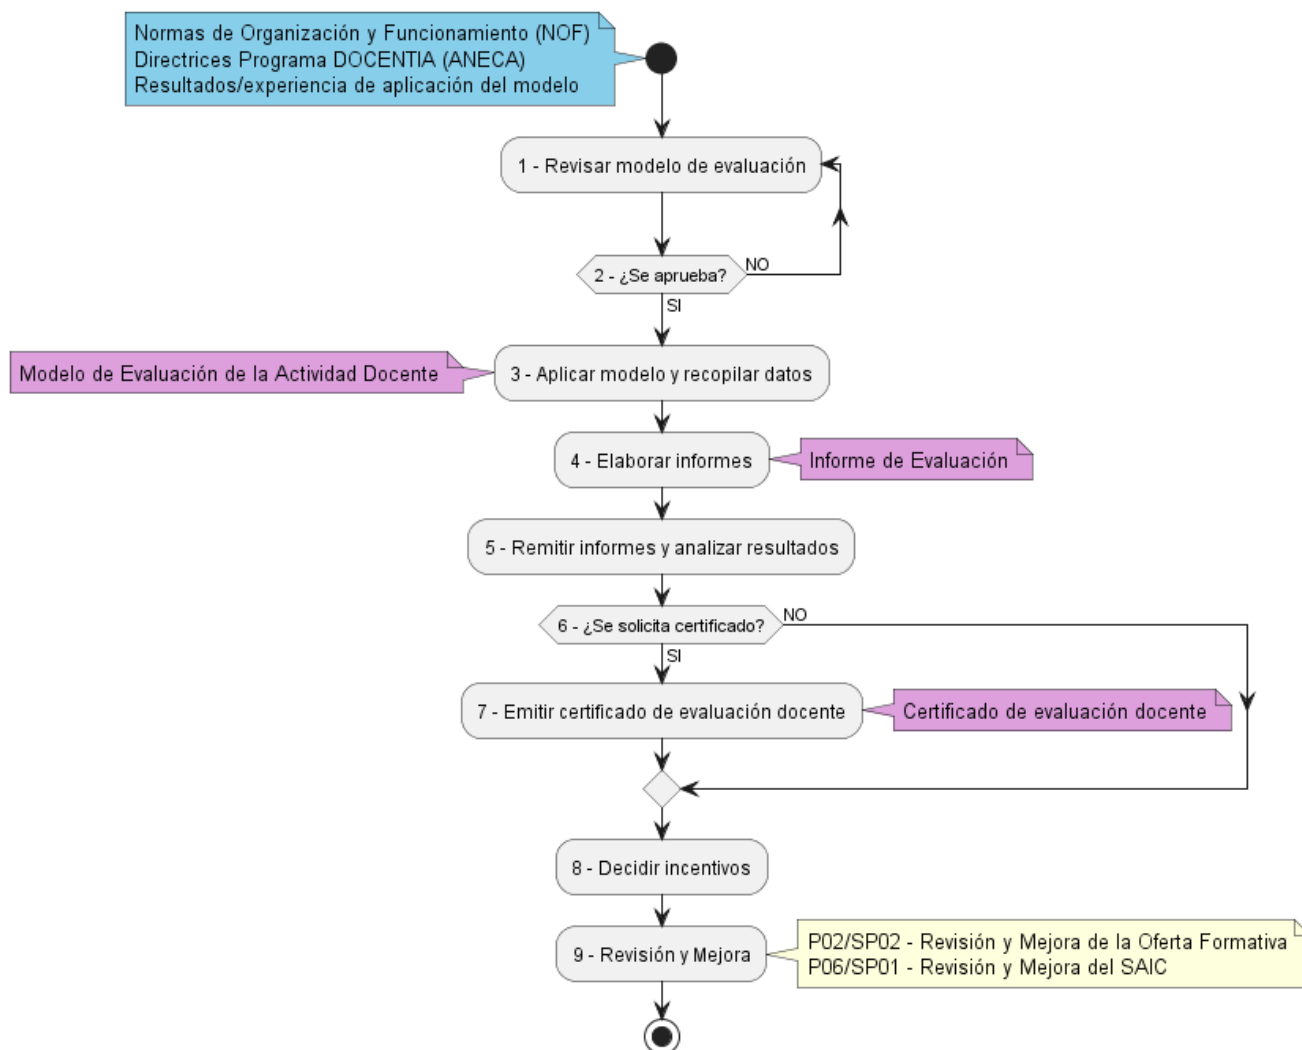 Normas de Organización y Funcionamiento (NOF)
Directrices Programa DOCENTIA (ANECA)
Resultados/experiencia de aplicación del modelo
1 - Revisar modelo de evaluación
2 - ¿Se aprueba?
NO
SI
Modelo de Evaluación de la Actividad Docente
3 - Aplicar modelo y recopilar datos
4 - Elaborar informes
Informe de Evaluación
5 - Remitir informes y analizar resultados
6 - ¿Se solicita certificado?
NO
SI
7 - Emitir certificado de evaluación docente
Certificado de evaluación docente
8 - Decidir incentivos
9 - Revisión y Mejora
P02/SP02 - Revisión y Mejora de la Oferta Formativa
P06/SP01 - Revisión y Mejora del SAIC